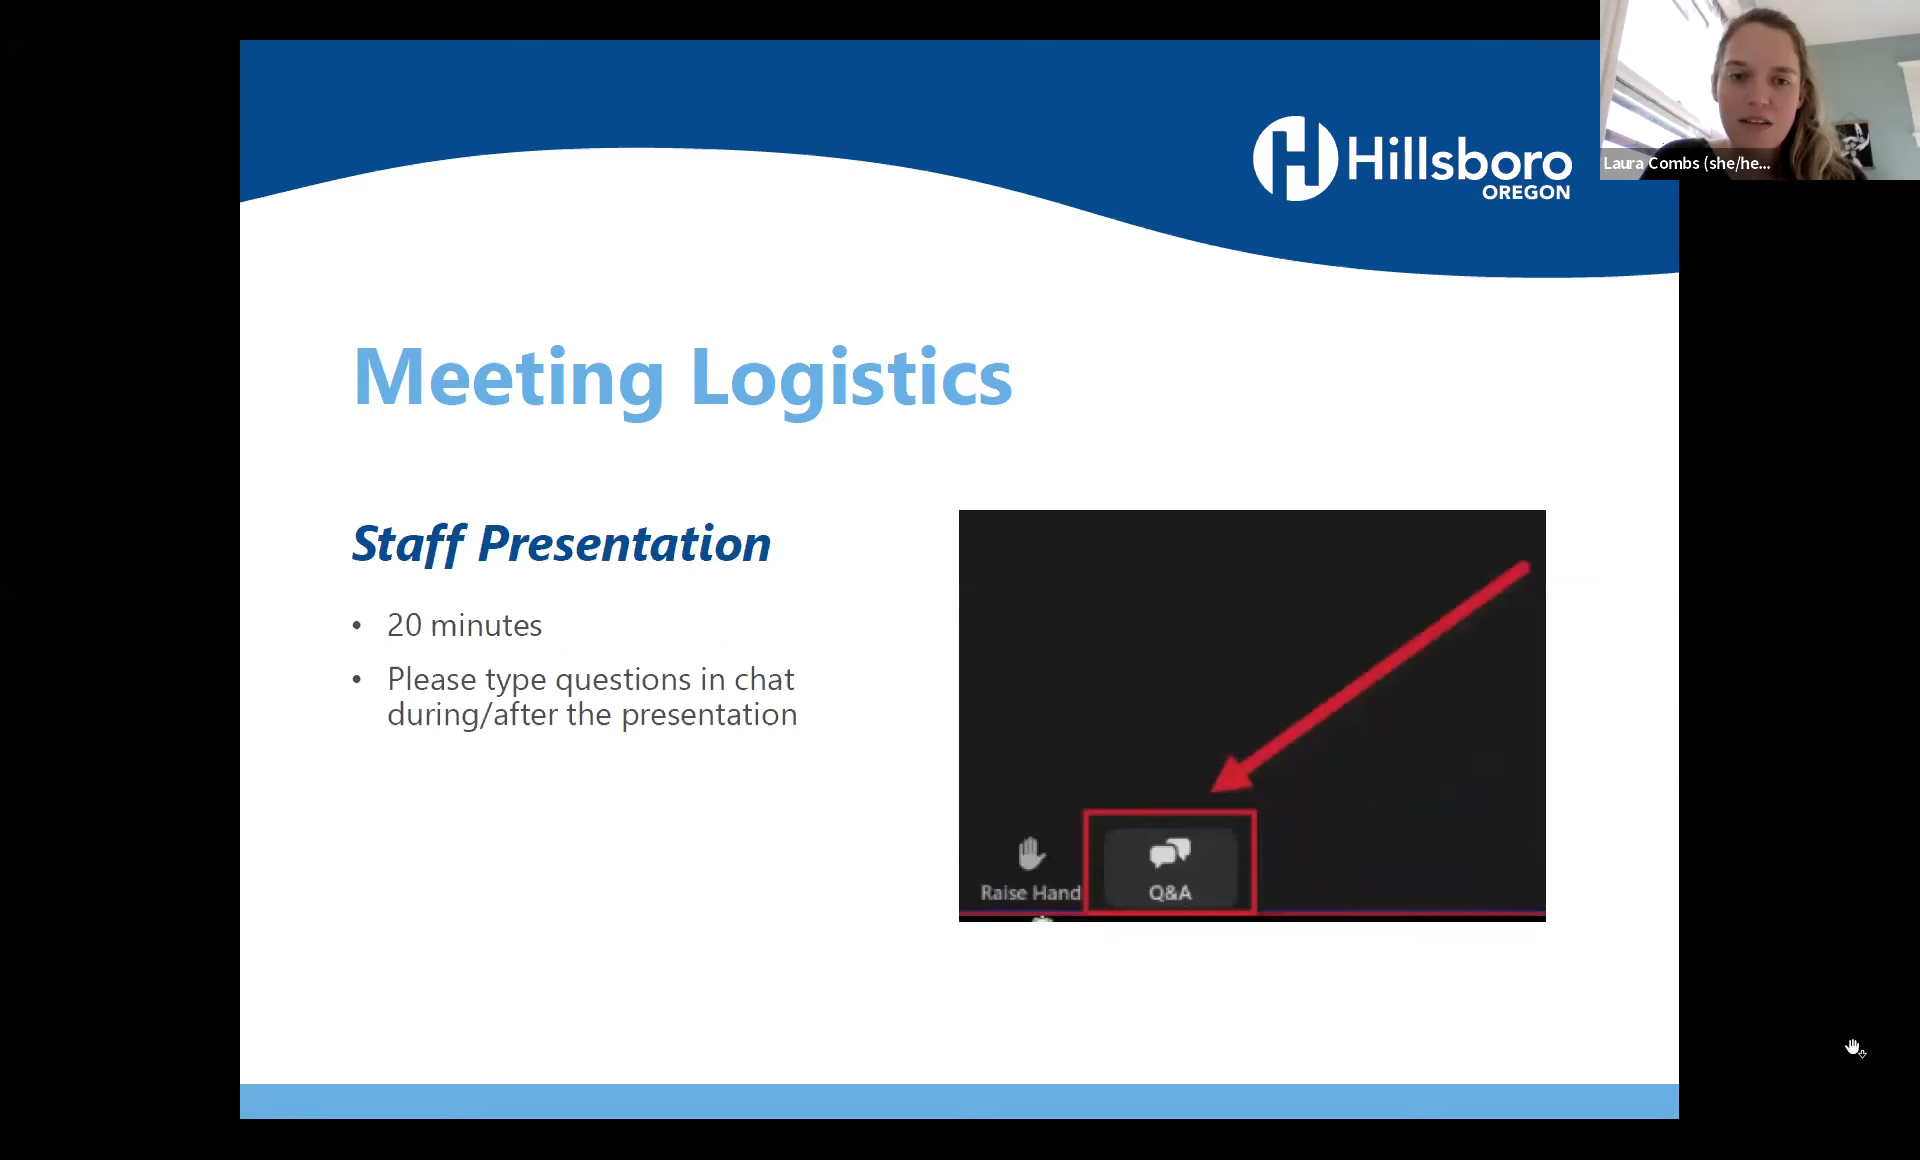 Hillsboro
OREGON
Laura Combs (she/he...
Meeting Logistics
Staff Presentation
• 20 minutes
• Please type questions in chat
during/after the presentation
Raise Hand
Q&A